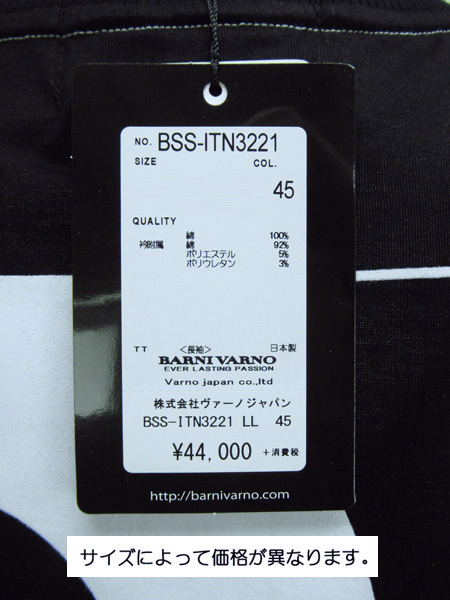 NO. BSS-ITN3221
SIZE COL.
45
QUALITY
綿 100%
衿附属 綿 92%
ポリエステル 5%
ポリウレタン 3%
TT <長袖> 日本製
BARNI VARNO
EVER LASTING PASSION
Varno japan co.,ltd
株式会社ヴァーノジャパン
BSS-ITN3221 LL 45
¥44,000 +消費税
http://barnivarno.com
サイズによって価格が異なります。